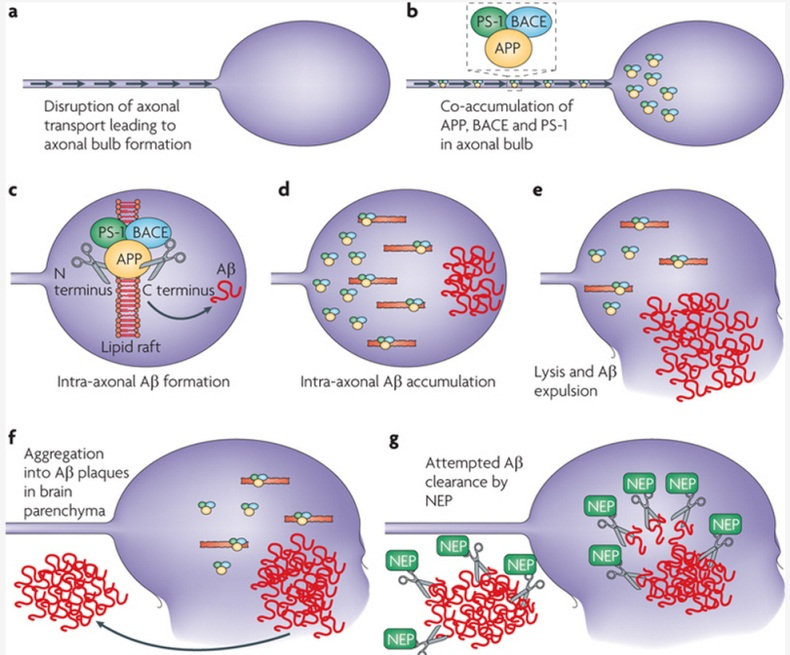 a
Disruption of axonal
transport leading to
axonal bulb formation
b
PS-1 BACE
APP
Co-accumulation of
APP, BACE and PS-1
in axonal bulb
c
PS-1 BACE
APP
N
terminus
C terminus
Aβ
Lipid raft
Intra-axonal Aβ formation
d
Intra-axonal Aβ accumulation
e
Lysis and Aβ
expulsion
f
Aggregation
into Aβ plaques
in brain
parenchyma
g
Attempted Aβ
clearance by
NEP
NEP
NEP
NEP
NEP
NEP
NEP
NEP
NEP
NEP